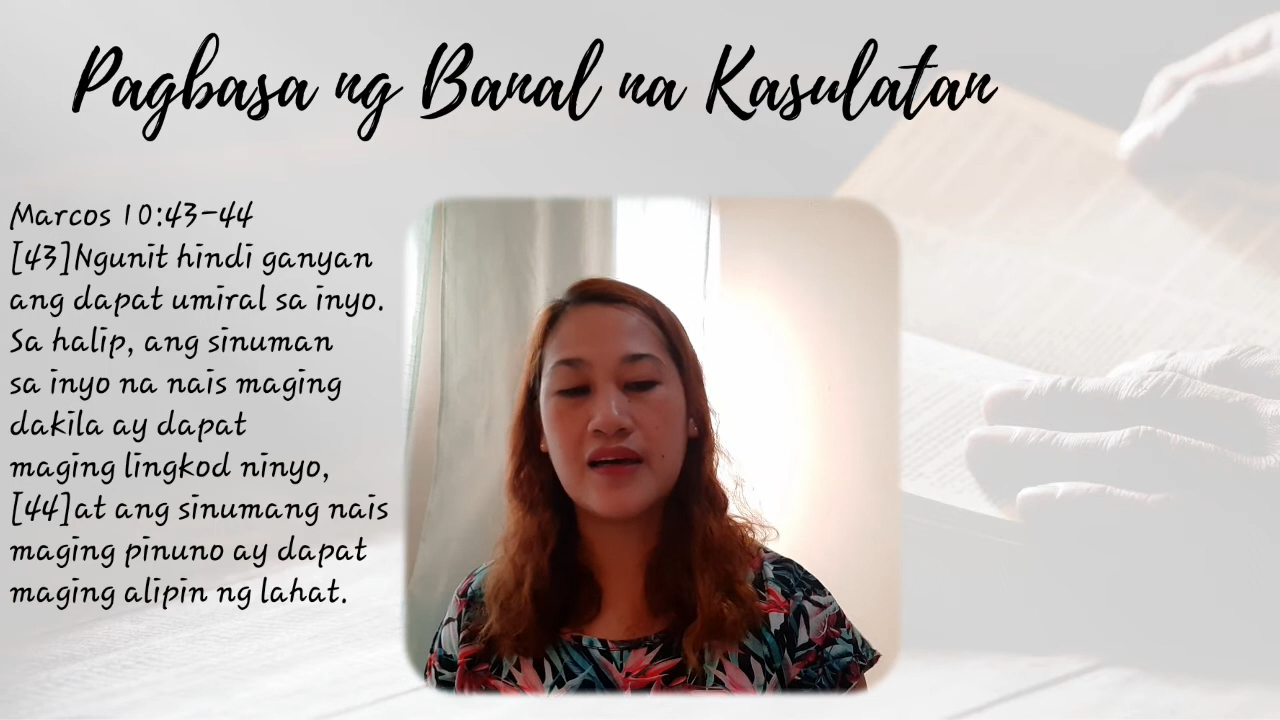 Pagbasa ng Banal na Kasulatan
Marcos 10:43-44
[43]Ngunit hindi ganyan
ang dapat umiral sa inyo.
Sa halip, ang sinuman
sa inyo na nais maging
dakila ay dapat
maging lingkod ninyo,
[44]at ang sinumang nais
maging pinuno ay dapat
maging alipin ng lahat.